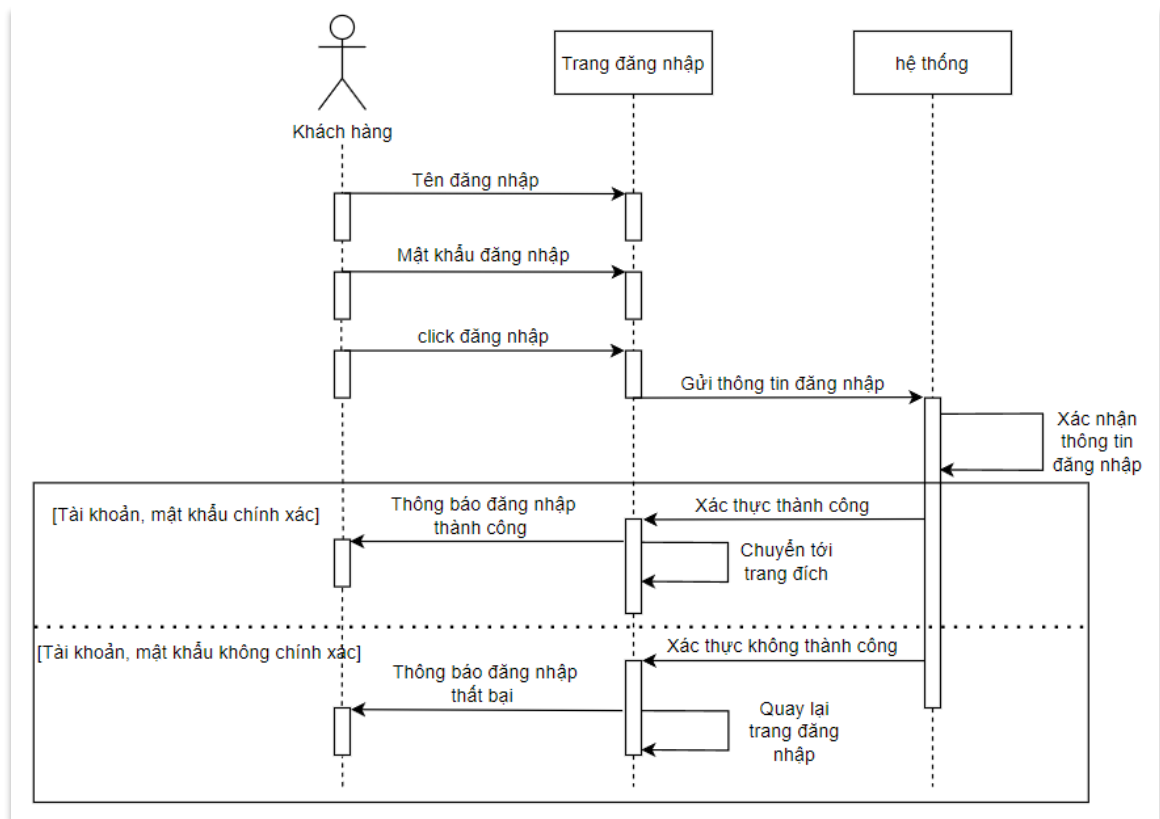 Trang đăng nhập
hệ thống
Khách hàng
Tên đăng nhập
Mật khẩu đăng nhập
click đăng nhập
Gửi thông tin đăng nhập
Xác nhận
thông tin
đăng nhập
[Tài khoản, mật khẩu chính xác]
Thông báo đăng nhập
thành công
Xác thực thành công
Chuyển tới
trang đích
[Tài khoản, mật khẩu không chính xác]
Xác thực không thành công
Thông báo đăng nhập
thất bại
Quay lại
trang đăng
nhập